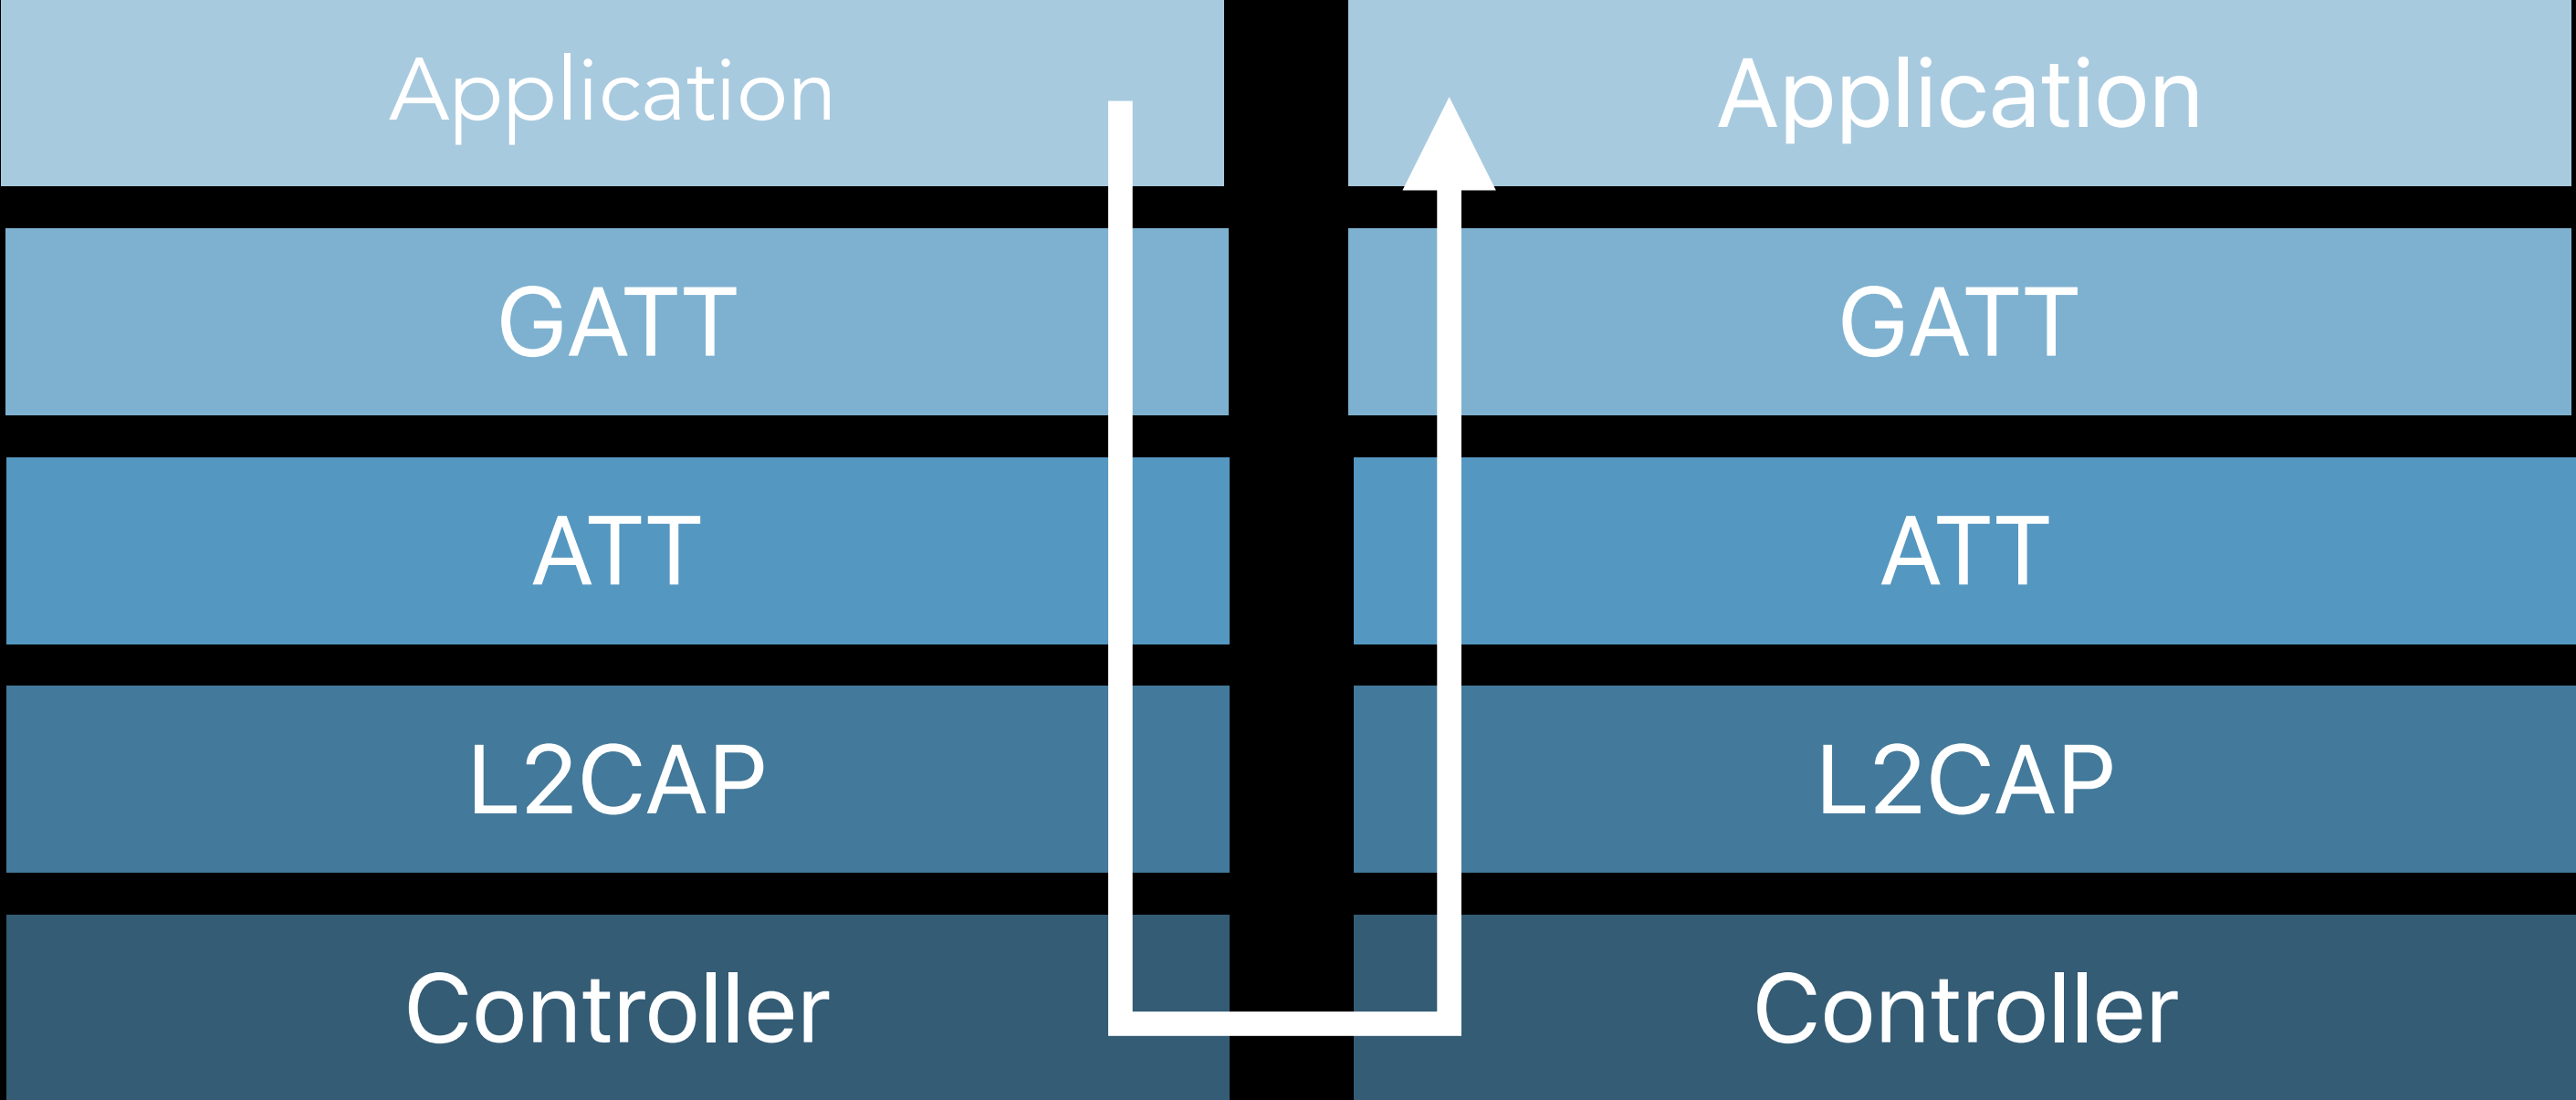 Application
GATT
ATT
L2CAP
Controller
Application
GATT
ATT
L2CAP
Controller